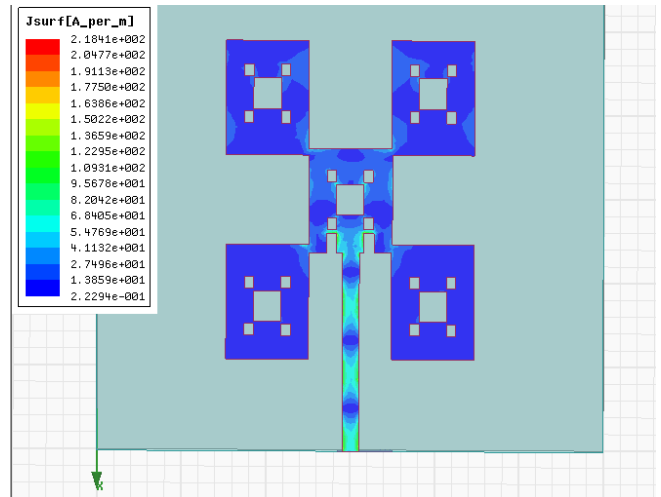 Jsurf[A_per_m]
2.1841e+002
2.0477e+002
1.9113e+002
1.7750e+002
1.6386e+002
1.5022e+002
1.3659e+002
1.2295e+002
1.0931e+002
9.5678e+001
8.2042e+001
6.8405e+001
5.4769e+001
4.1132e+001
2.7496e+001
1.3859e+001
2.2294e-001
X